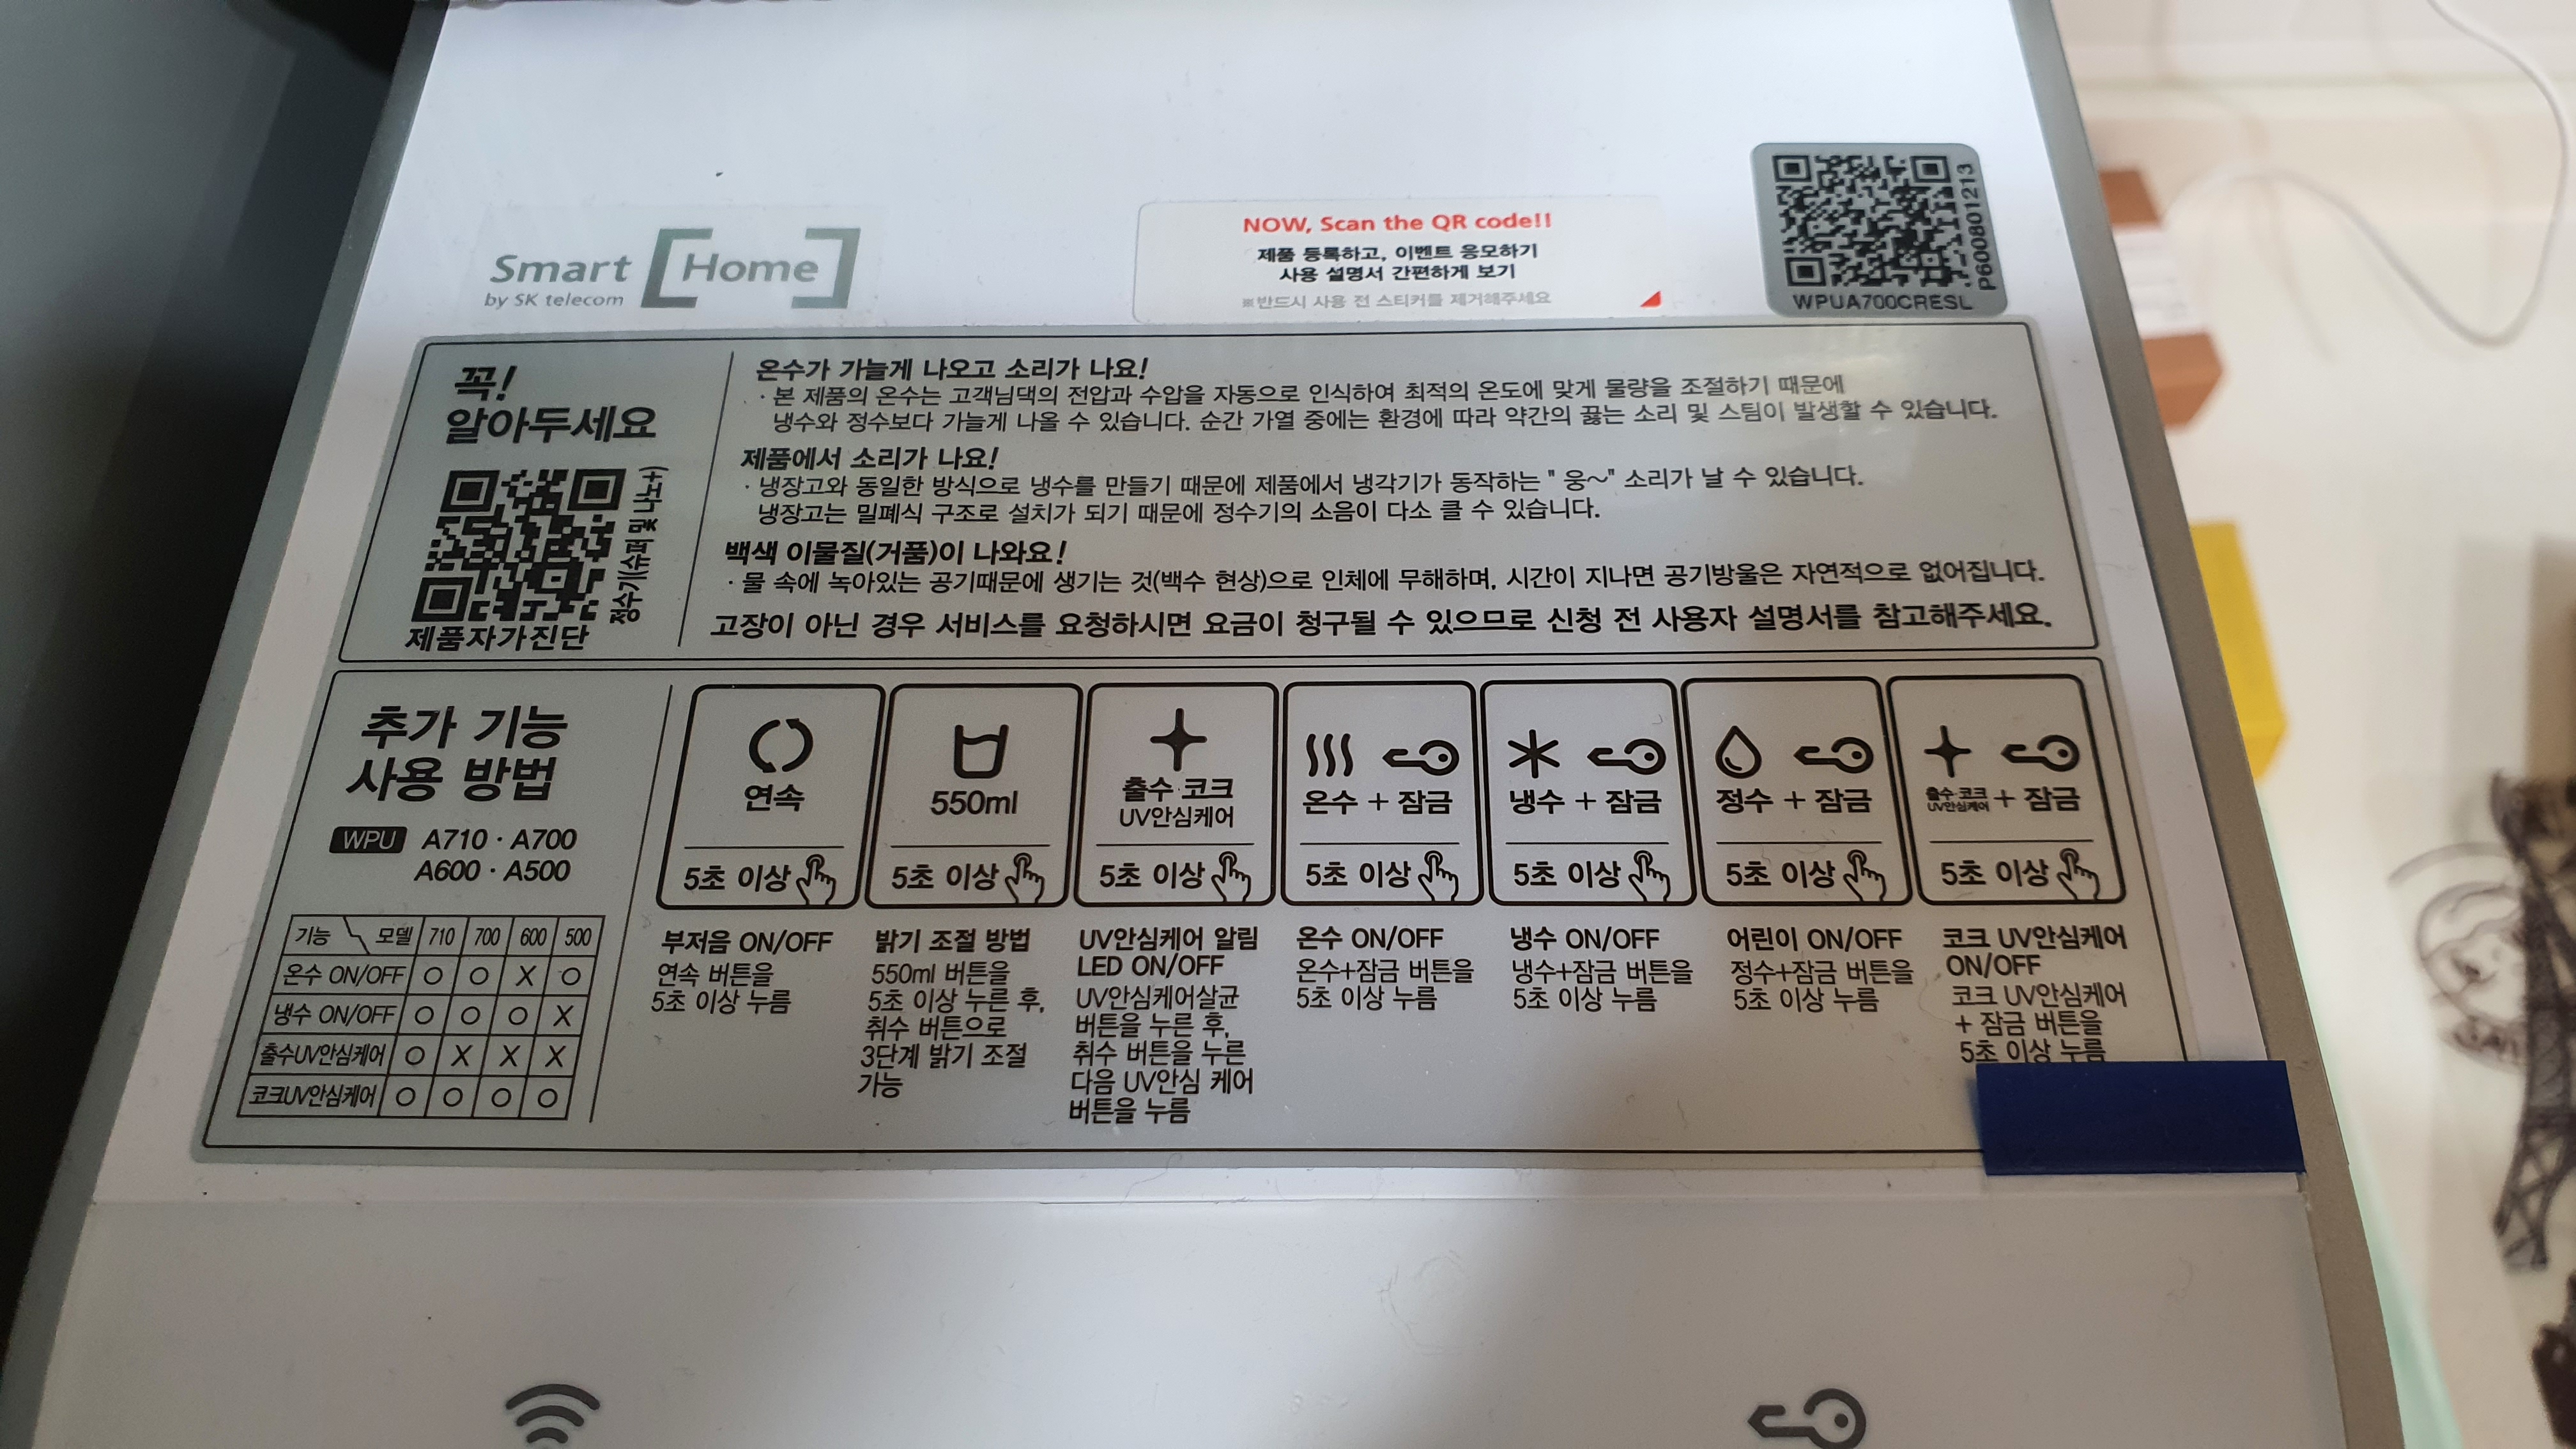 Smart [Home]
by SK telecom
NOW, Scan the QR code!!
제품 등록하고, 이벤트 응모하기
사용 설명서 간편하게 보기
※반드시 사용 전 스티커를 제거해주세요
P600801213
WPUA700CRESL
꼭!
알아두세요
정수기(슈퍼 및 나노+)
제품자가진단
온수가 가늘게 나오고 소리가 나요!
· 본 제품의 온수는 고객님댁의 전압과 수압을 자동으로 인식하여 최적의 온도에 맞게 물량을 조절하기 때문에
냉수와 정수보다 가늘게 나올 수 있습니다. 순간 가열 중에는 환경에 따라 약간의 끓는 소리 및 스팀이 발생할 수 있습니다.
제품에서 소리가 나요!
· 냉장고와 동일한 방식으로 냉수를 만들기 때문에 제품에서 냉각기가 동작하는 " 웅~" 소리가 날 수 있습니다.
냉장고는 밀폐식 구조로 설치가 되기 때문에 정수기의 소음이 다소 클 수 있습니다.
백색 이물질(거품)이 나와요!
· 물 속에 녹아있는 공기때문에 생기는 것(백수 현상)으로 인체에 무해하며, 시간이 지나면 공기방울은 자연적으로 없어집니다.
고장이 아닌 경우 서비스를 요청하시면 요금이 청구될 수 있으므로 신청 전 사용자 설명서를 참고해주세요.
추가 기능
사용 방법
WPU A710 · A700
A600 · A500
기능 모델 710 700 600 500
온수 ON/OFF O O X O
냉수 ON/OFF O O O X
출수UV안심케어 O X X X
코크UV안심케어 O O O O
연속
5초 이상
부저음 ON/OFF
연속 버튼을
5초 이상 누름
550ml
5초 이상
밝기 조절 방법
550ml 버튼을
5초 이상 누른 후,
취수 버튼으로
3단계 밝기 조절
가능
출수·코크
UV안심케어
5초 이상
UV안심케어 알림
LED ON/OFF
UV안심케어살균
버튼을 누른 후,
취수 버튼을 누른
다음 UV안심 케어
버튼을 누름
온수 + 잠금
5초 이상
온수 ON/OFF
온수+잠금 버튼을
5초 이상 누름
냉수 + 잠금
5초 이상
냉수 ON/OFF
냉수+잠금 버튼을
5초 이상 누름
정수 + 잠금
5초 이상
어린이 ON/OFF
정수+잠금 버튼을
5초 이상 누름
출수·코크
UV안심케어 + 잠금
5초 이상
코크 UV안심케어
ON/OFF
코크 UV안심케어
+ 잠금 버튼을
5초 이상 누름